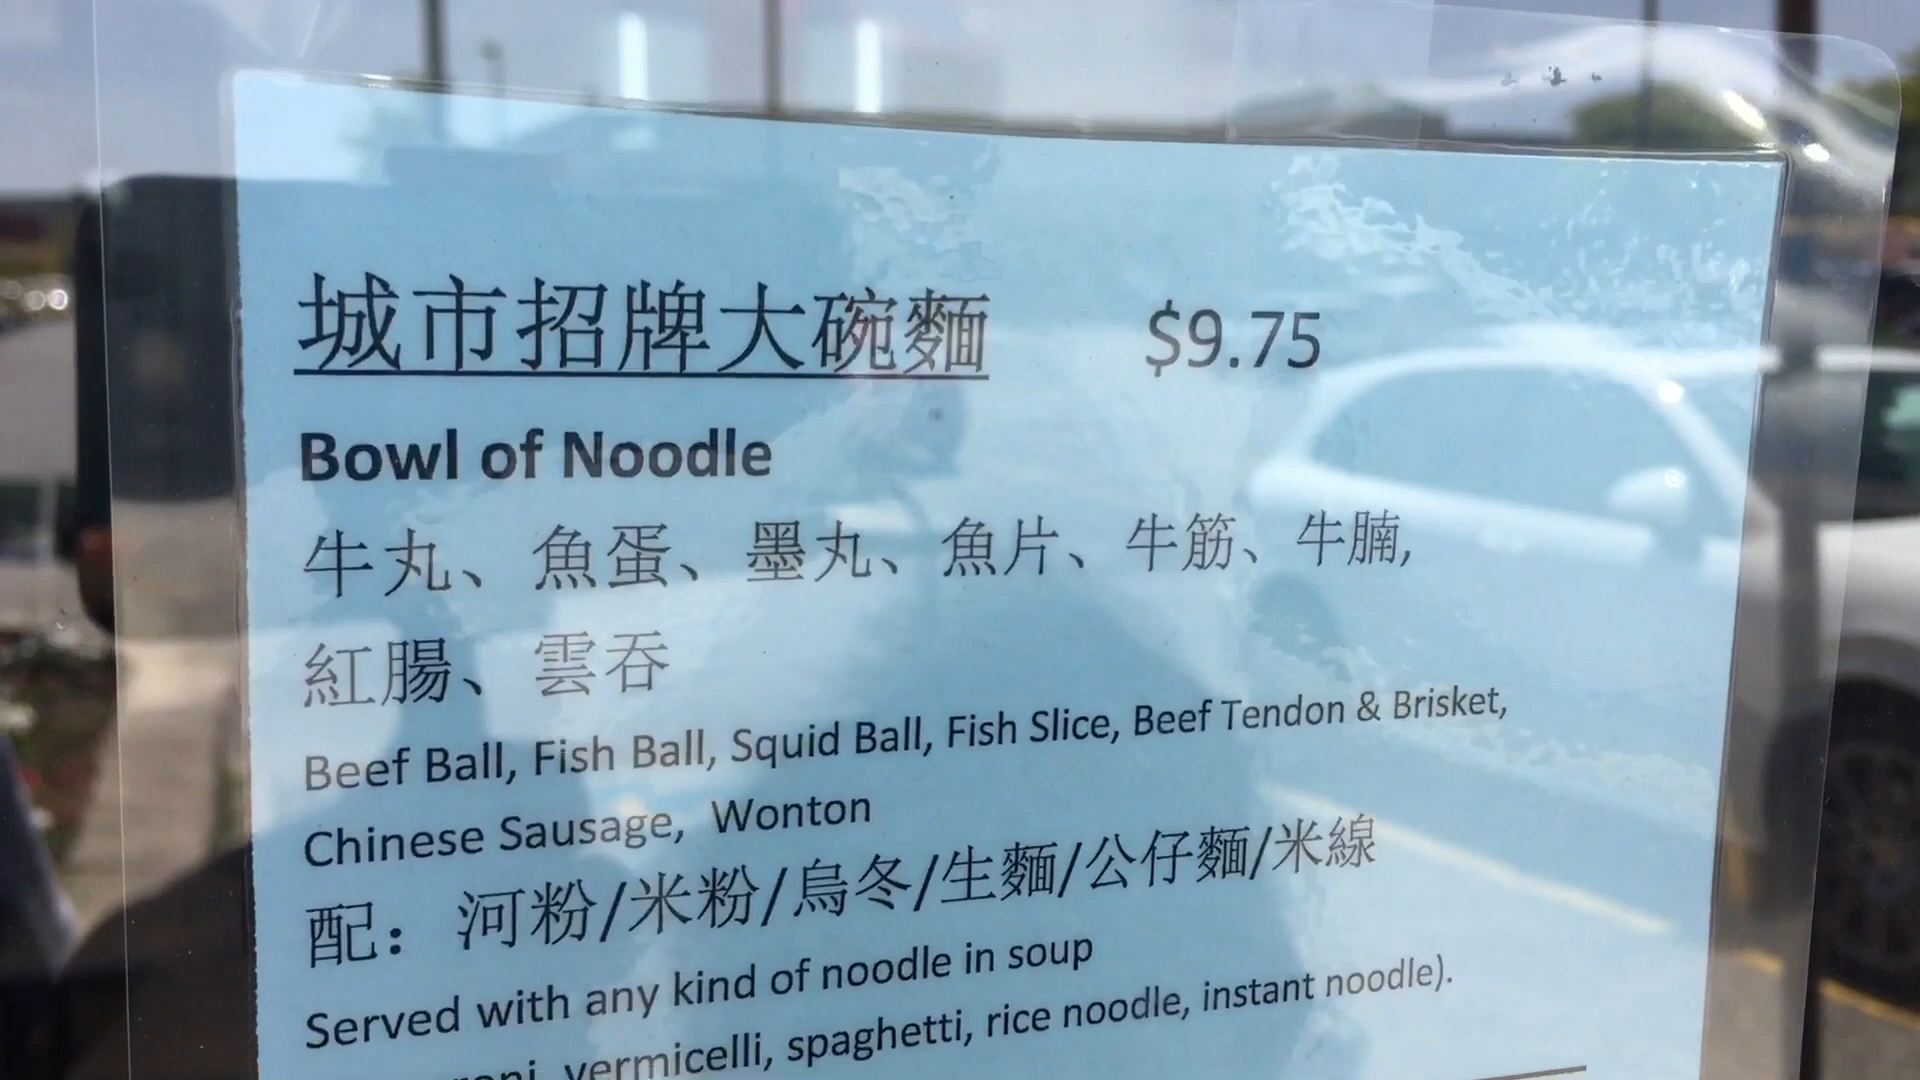 城市招牌大碗麵 $9.75
Bowl of Noodle
牛丸、魚蛋、墨丸、魚片、牛筋、牛腩,
紅腸、雲吞
Beef Ball, Fish Ball, Squid Ball, Fish Slice, Beef Tendon & Brisket,
Chinese Sausage, Wonton
配: 河粉/米粉/烏冬/生麵/公仔麵/米線
Served with any kind of noodle in soup
vermicelli, spaghetti, rice noodle, instant noodle).